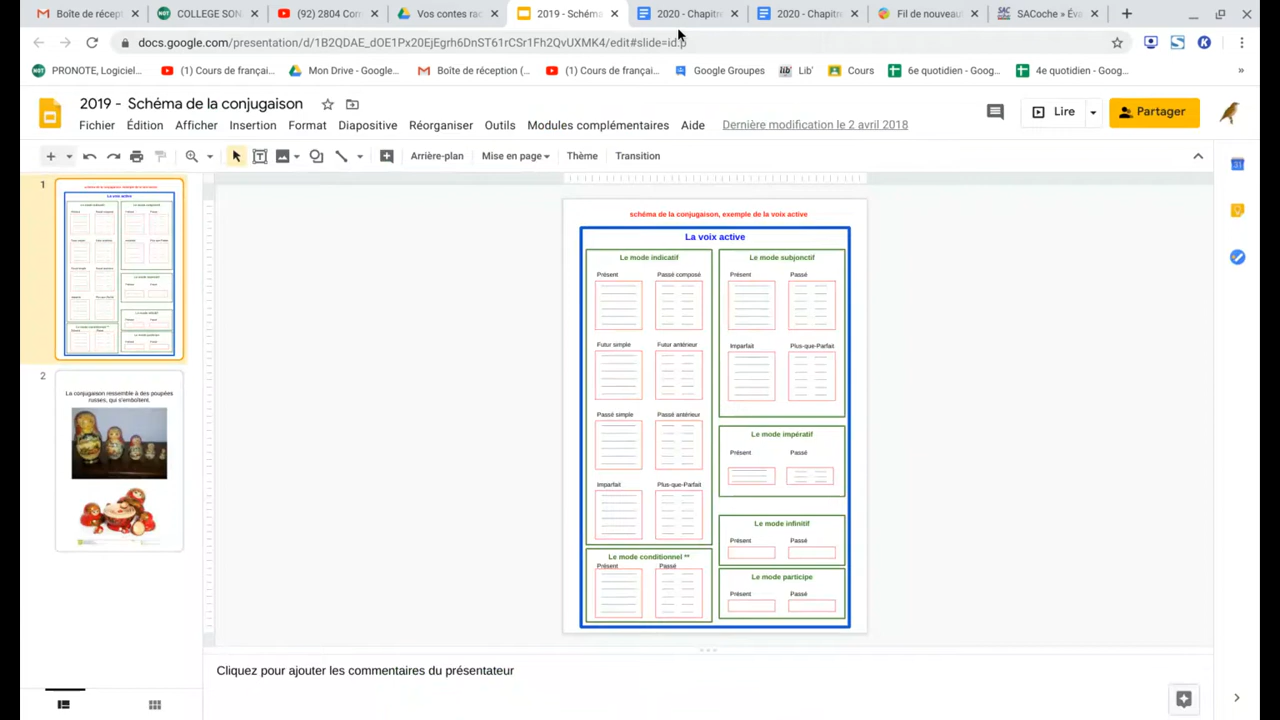 Boîte de récept
COLLEGE SON
(92) 2804 Con
Vos contes rac
2019 - Schéma
2020 - Chapitr
2020 - Chapitre
Fil de nouveau
SACoche » Éva
docs.google.com/presentation/d/1B2QDAE_dOE1Px20EjEgrh6DnST61rCSr1Fh2QvUXMK4/edit#slide=id.p
PRONOTE, Logiciel...
(1) Cours de françai...
Mon Drive - Google...
Boîte de réception (...
(1) Cours de françai...
Google Groupes
Lib'
Cours
6e quotidien - Goog...
4e quotidien - Goog...
»
2019 - Schéma de la conjugaison
Fichier Édition Afficher Insertion Format Diapositive Réorganiser Outils Modules complémentaires Aide
Dernière modification le 2 avril 2018
Lire
Partager
Arrière-plan
Mise en page
Thème
Transition
1
2
La conjugaison ressemble à des poupées
russes, qui s'emboîtent.
schéma de la conjugaison, exemple de la voix active
La voix active
Le mode indicatif
Présent
Passé composé
Futur simple
Futur antérieur
Passé simple
Passé antérieur
Imparfait
Plus-que-Parfait
Le mode conditionnel **
Présent
Passé
Le mode subjonctif
Présent
Passé
Imparfait
Plus-que-Parfait
Le mode impératif
Présent
Passé
Le mode infinitif
Présent
Passé
Le mode participe
Présent
Passé
Cliquez pour ajouter les commentaires du présentateur